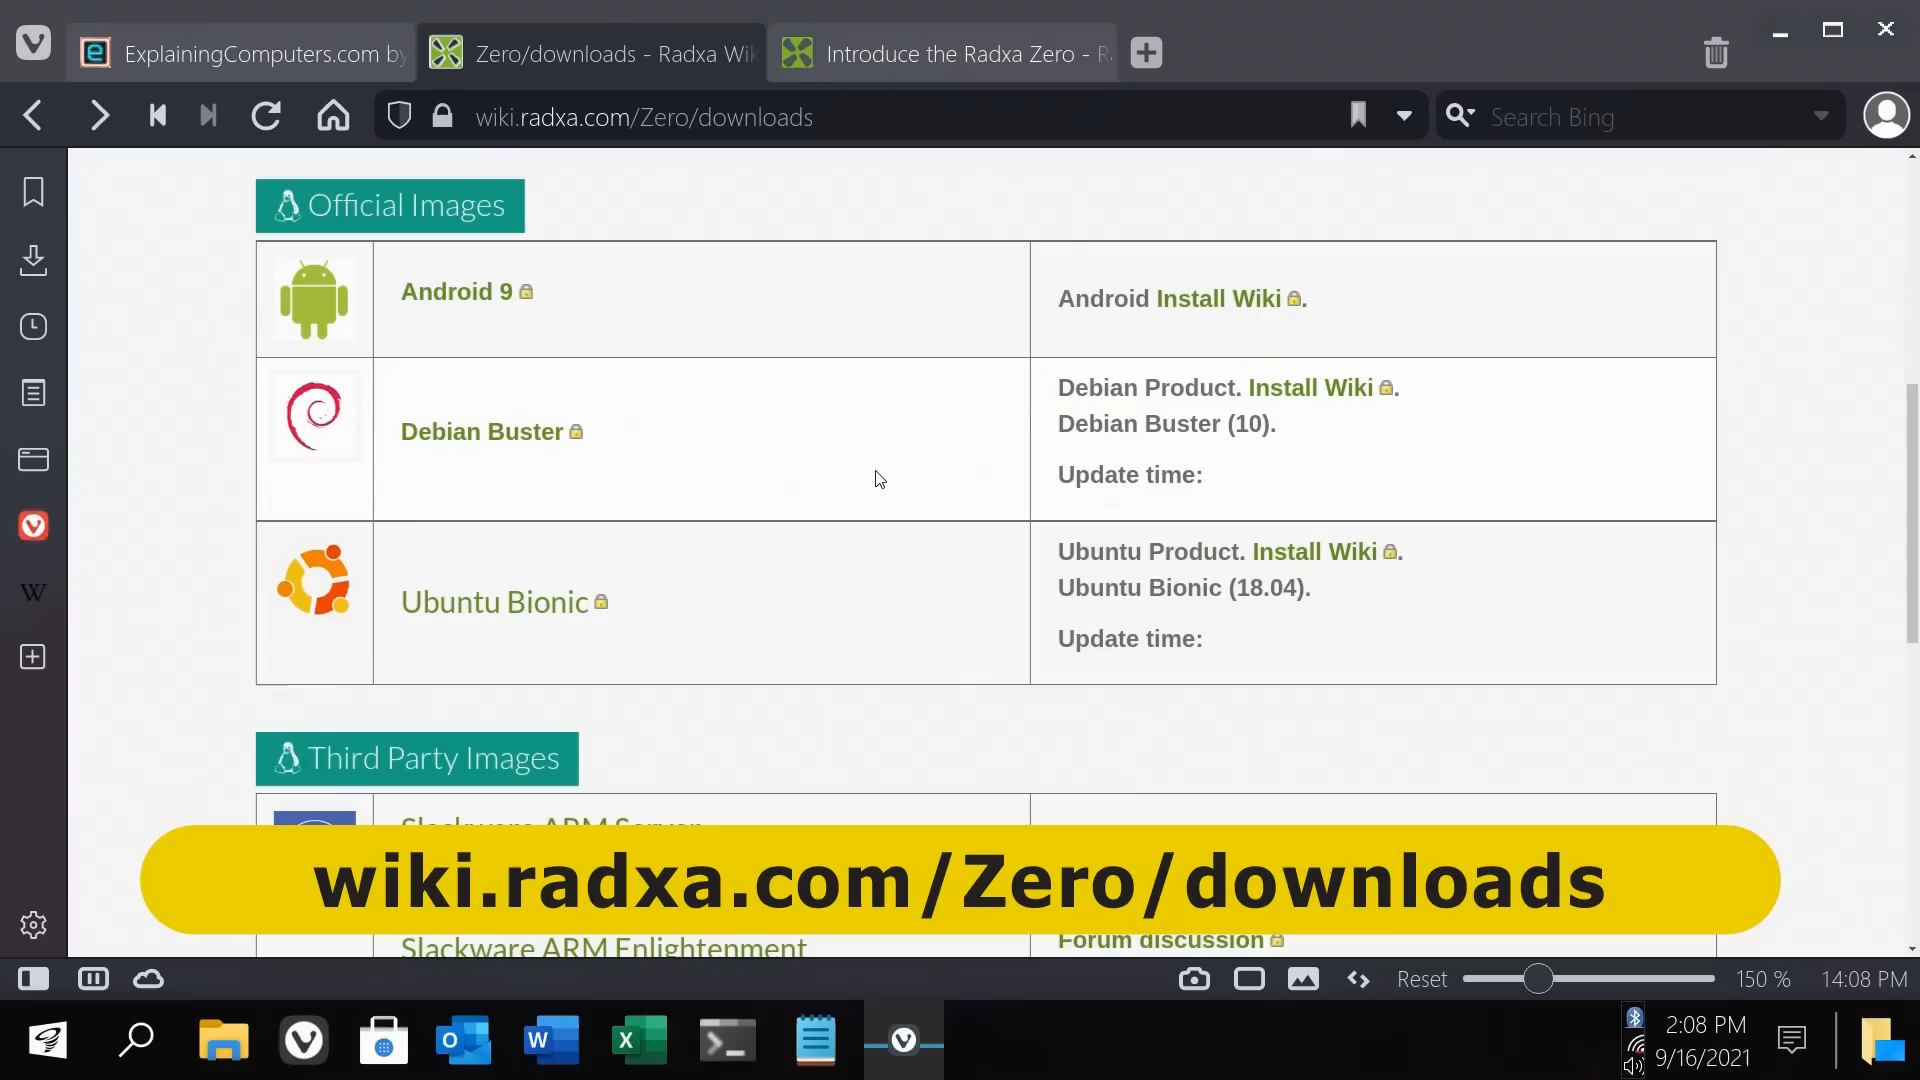 ExplainingComputers.com by
Zero/downloads - Radxa Wik
Introduce the Radxa Zero - R
wiki.radxa.com/Zero/downloads
Search Bing
Official Images
Android 9
Android Install Wiki.
Debian Buster
Debian Product. Install Wiki.
Debian Buster (10).
Update time:
Ubuntu Bionic
Ubuntu Product. Install Wiki.
Ubuntu Bionic (18.04).
Update time:
Third Party Images
Slackware ARM Server
wiki.radxa.com/Zero/downloads
Slackware ARM Enlightenment
Forum discussion
Reset
150 %
14:08 PM
2:08 PM
9/16/2021